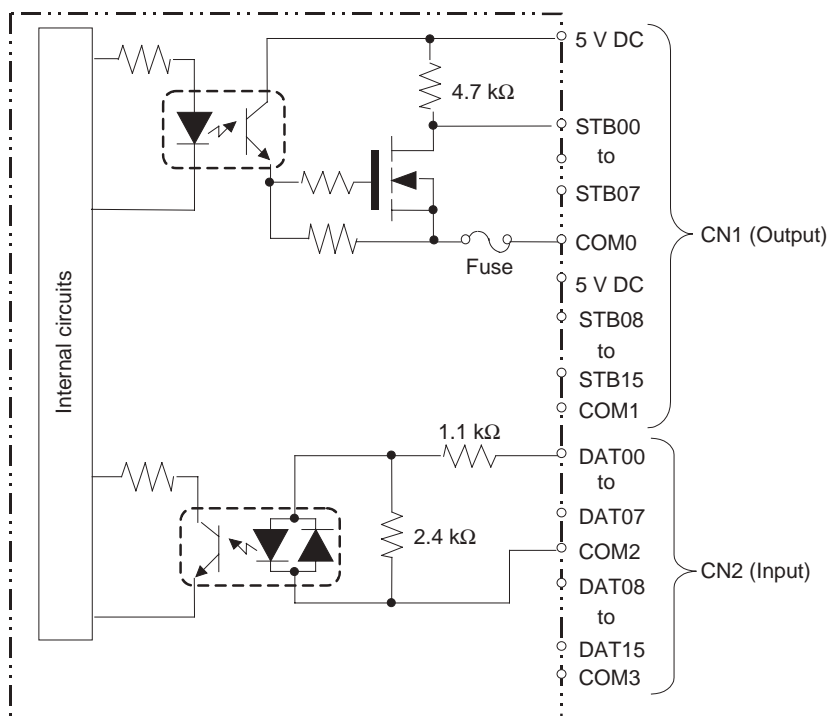 5 V DC
4.7 kΩ
STB00
to
STB07
COM0
Fuse
CN1 (Output)
5 V DC
STB08
to
STB15
COM1
Internal circuits
1.1 kΩ
DAT00
to
DAT07
2.4 kΩ
COM2
CN2 (Input)
DAT08
to
DAT15
COM3